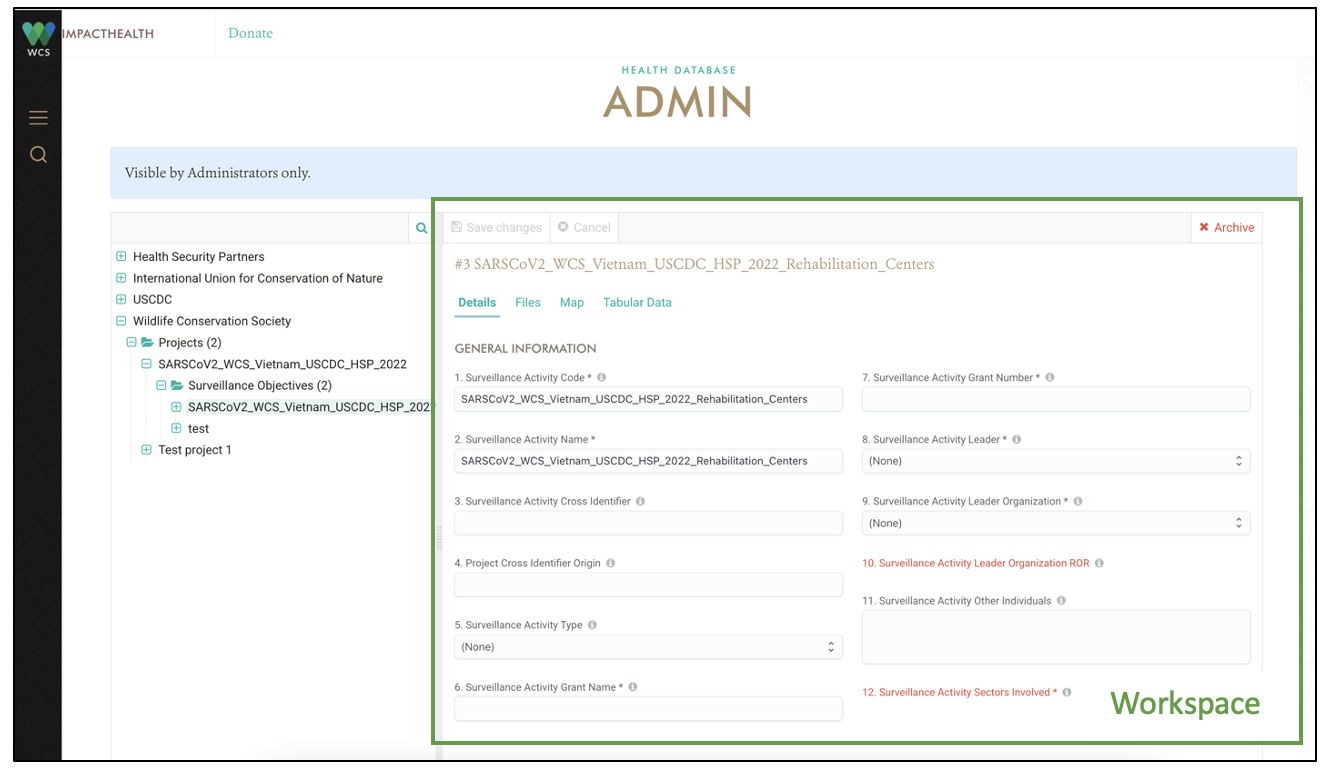 WCS
IMPACTHEALTH
Donate
HEALTH DATABASE
ADMIN
Visible by Administrators only.
Health Security Partners
International Union for Conservation of Nature
USCDC
Wildlife Conservation Society
Projects (2)
SARSCoV2_WCS_Vietnam_USCDC_HSP_2022
Surveillance Objectives (2)
SARSCoV2_WCS_Vietnam_USCDC_HSP_202
test
Test project 1
Save changes
Cancel
Archive
#3 SARSCoV2_WCS_Vietnam_USCDC_HSP_2022_Rehabilitation_Centers
Details Files Map Tabular Data
GENERAL INFORMATION
1. Surveillance Activity Code *
SARSCoV2_WCS_Vietnam_USCDC_HSP_2022_Rehabilitation_Centers
2. Surveillance Activity Name *
SARSCoV2_WCS_Vietnam_USCDC_HSP_2022_Rehabilitation_Centers
3. Surveillance Activity Cross Identifier
4. Project Cross Identifier Origin
5. Surveillance Activity Type
(None)
6. Surveillance Activity Grant Name *
7. Surveillance Activity Grant Number *
8. Surveillance Activity Leader *
(None)
9. Surveillance Activity Leader Organization *
(None)
10. Surveillance Activity Leader Organization ROR
11. Surveillance Activity Other Individuals
12. Surveillance Activity Sectors Involved *
Workspace